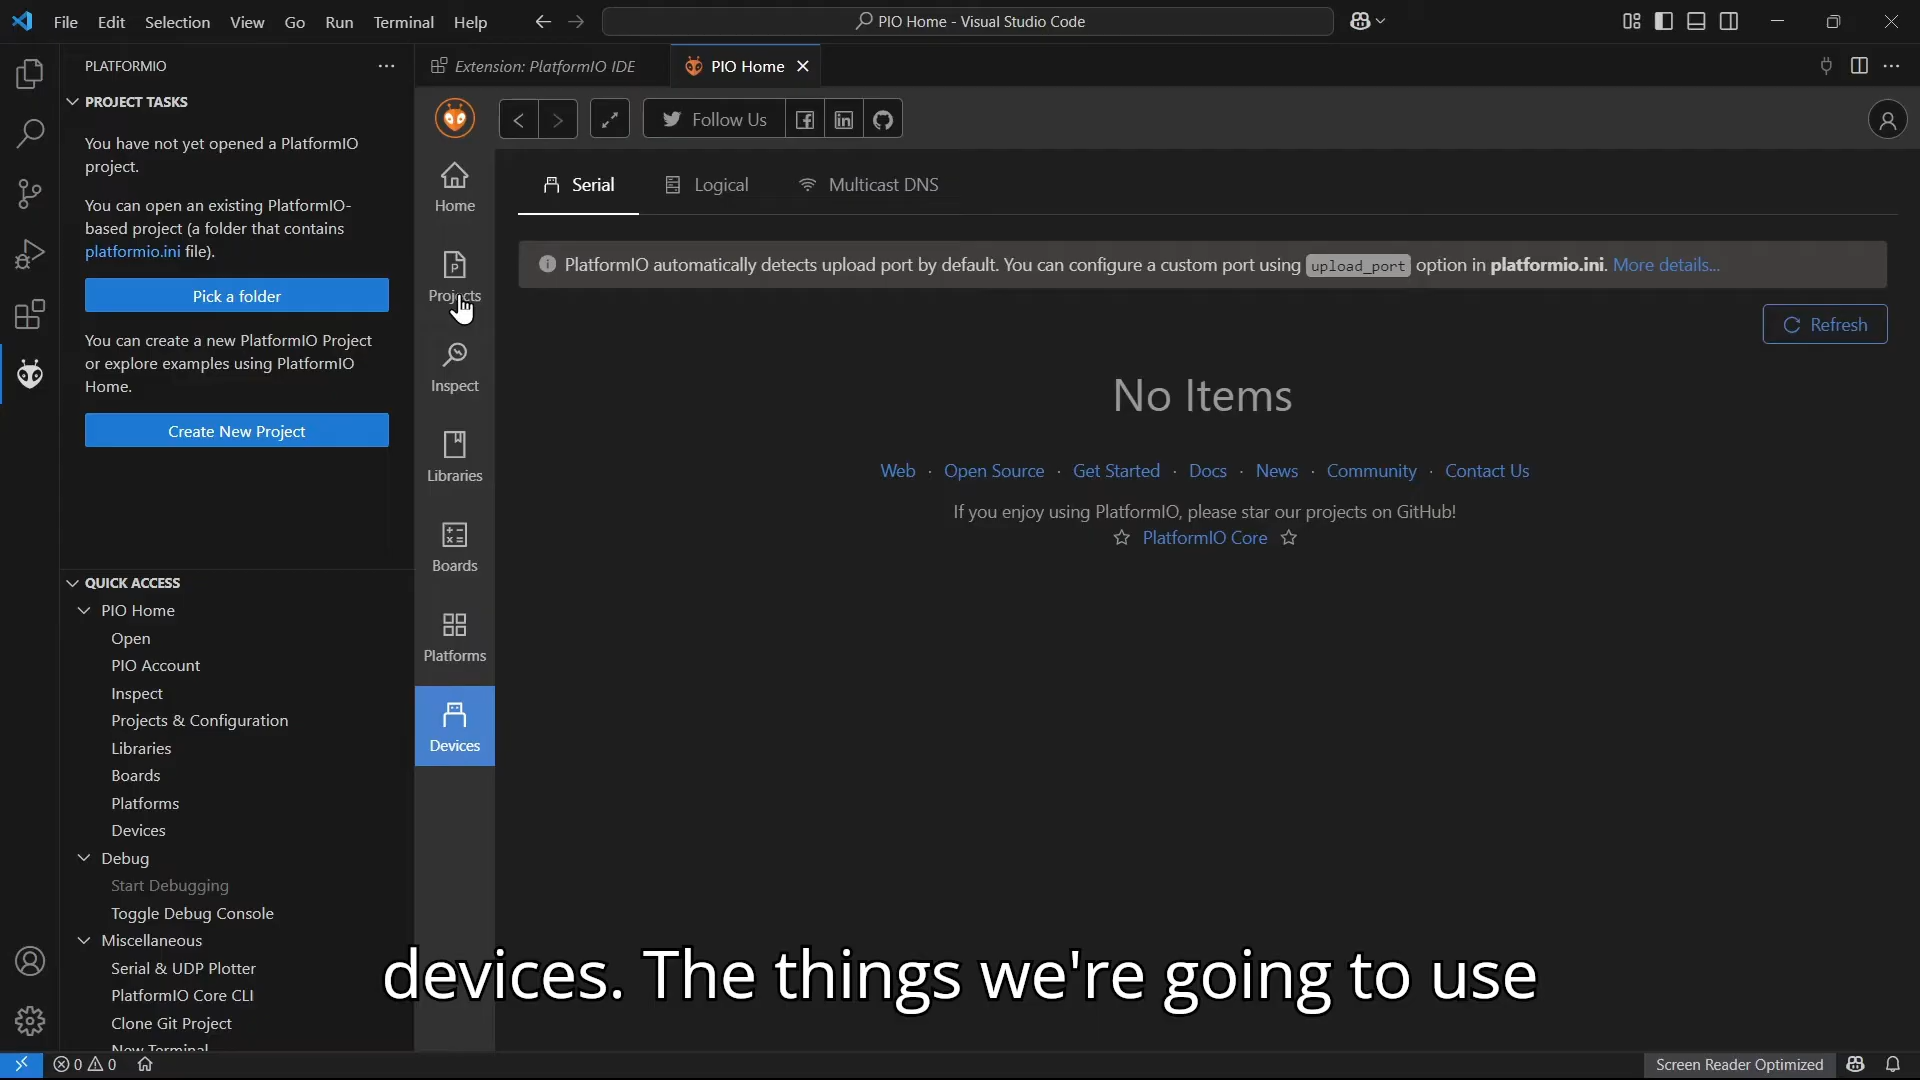 File Edit Selection View Go Run Terminal Help
PIO Home - Visual Studio Code
PLATFORMIO
Extension: PlatformIO IDE
PIO Home
PROJECT TASKS
You have not yet opened a PlatformIO
project.
You can open an existing PlatformIO-
based project (a folder that contains
platformio.ini file).
Pick a folder
You can create a new PlatformIO Project
or explore examples using PlatformIO
Home.
Create New Project
QUICK ACCESS
PIO Home
Open
PIO Account
Inspect
Projects & Configuration
Libraries
Boards
Platforms
Devices
Debug
Start Debugging
Toggle Debug Console
Miscellaneous
Serial & UDP Plotter
PlatformIO Core CLI
Clone Git Project
New Terminal
Follow Us
Home
Projects
Inspect
Libraries
Boards
Platforms
Devices
Serial
Logical
Multicast DNS
PlatformIO automatically detects upload port by default. You can configure a custom port using upload_port option in platformio.ini. More details...
Refresh
No Items
Web · Open Source · Get Started · Docs · News · Community · Contact Us
If you enjoy using PlatformIO, please star our projects on GitHub!
PlatformIO Core
devices. The things we're going to use
0 0
Screen Reader Optimized